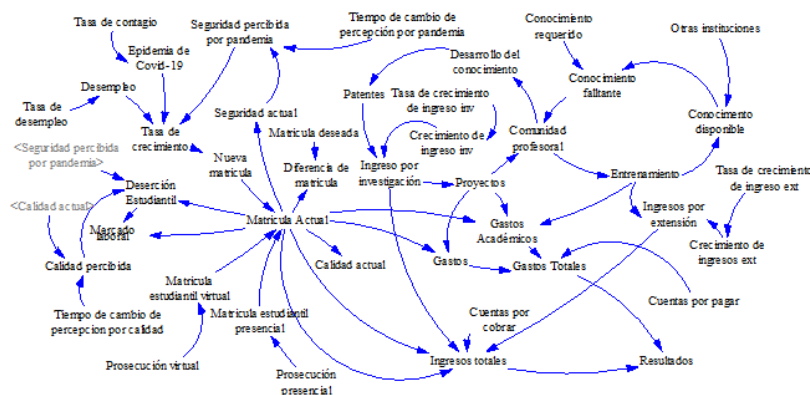 Tasa de contagio
Seguridad percibida
por pandemia
Tiempo de cambio de
percepción por pandemia
Conocimiento
requerido
Otras instituciones
Epidemia de
Covid-19
Desarrollo del
conocimiento
Desempleo
Conocimiento
falltante
Patentes
Tasa de crecimiento
de ingreso inv
Tasa de
desempleo
Seguridad actual
Tasa de
crecimiento
Matricula deseada
Crecimiento de
ingreso inv
Comunidad
profesoral
Conocimento
disponible
<Seguridad percibida
por pandemia>
Nueva
matricula
Diferencia de
matricula
Ingreso por
investigación
Proyectos
Entrenamiento
Tasa de crecimiento
de ingreso ext
Deserción
Estudiantil
<Calidad actual>
Matricula Actual
Gastos
Académicos
Ingresos por
extensión
Mercado
laboral
Calidad percibida
Calidad actual
Gastos
Gastos Totales
Crecimiento de
ingresos ext
Matricula
estudiantil virtual
Cuentas por pagar
Tiempo de cambio de
percepcion por calidad
Matricula estudiantil
presencial
Cuentas por
cobrar
Prosecución virtual
Ingresos totales
Resultados
Prosecución
presencial